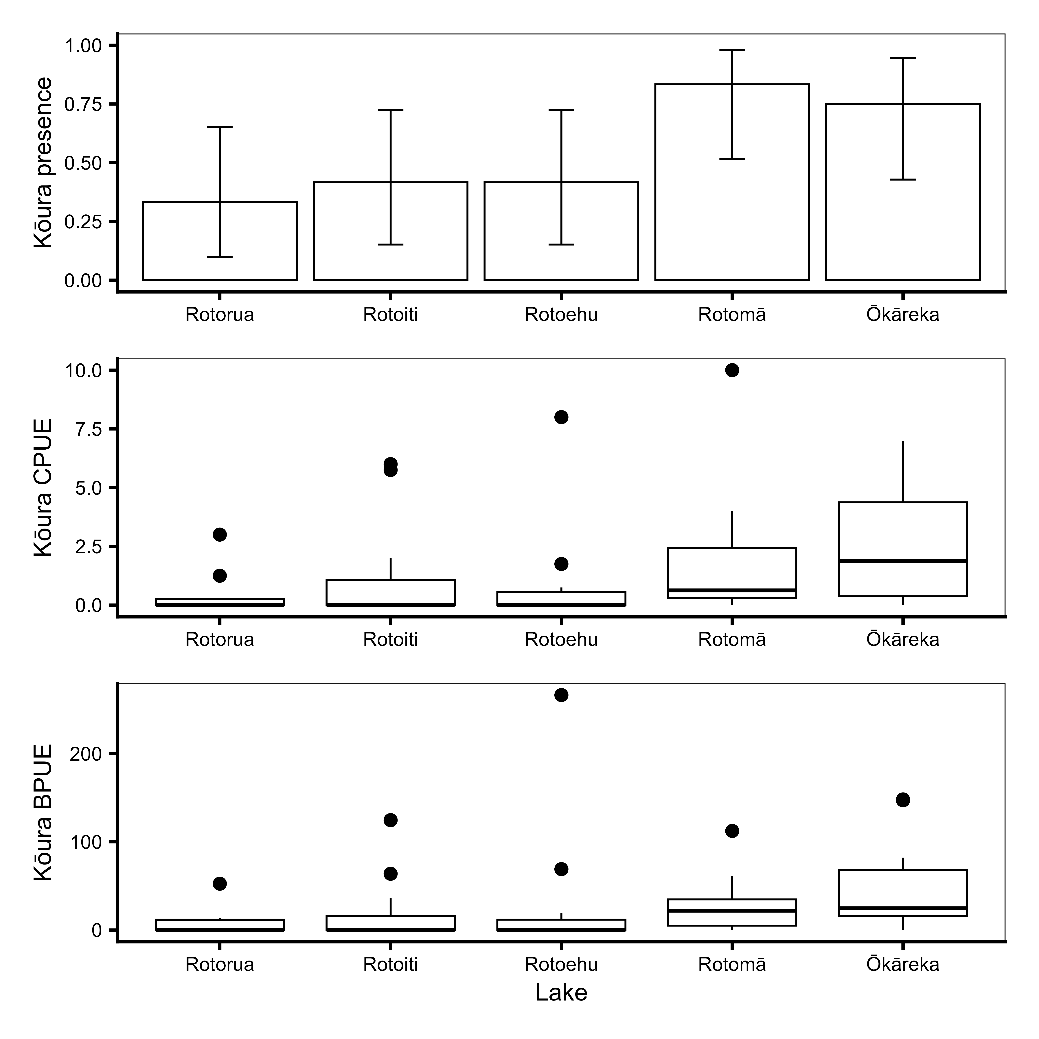 Kōura presence
1.00
0.75
0.50
0.25
0.00
Rotorua Rotoiti Rotoehu Rotomā Ōkāreka
Kōura CPUE
10.0
7.5
5.0
2.5
0.0
Rotorua Rotoiti Rotoehu Rotomā Ōkāreka
Kōura BPUE
200
100
0
Rotorua Rotoiti Rotoehu Rotomā Ōkāreka
Lake